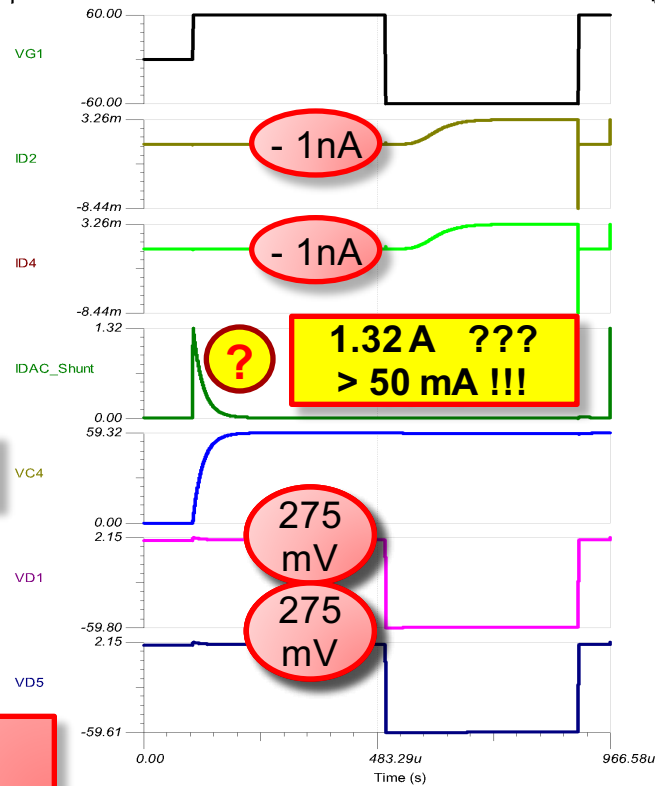 60.00
VG1
-60.00
3.26m
ID2
- 1nA
-8.44m
3.26m
ID4
- 1nA
-8.44m
1.32
IDAC_Shunt
?
1.32 A ???
> 50 mA !!!
0.00
59.32
VC4
0.00
275
mV
2.15
VD1
-59.80
275
mV
2.15
VD5
-59.61
0.00 483.29u 966.58u
Time (s)